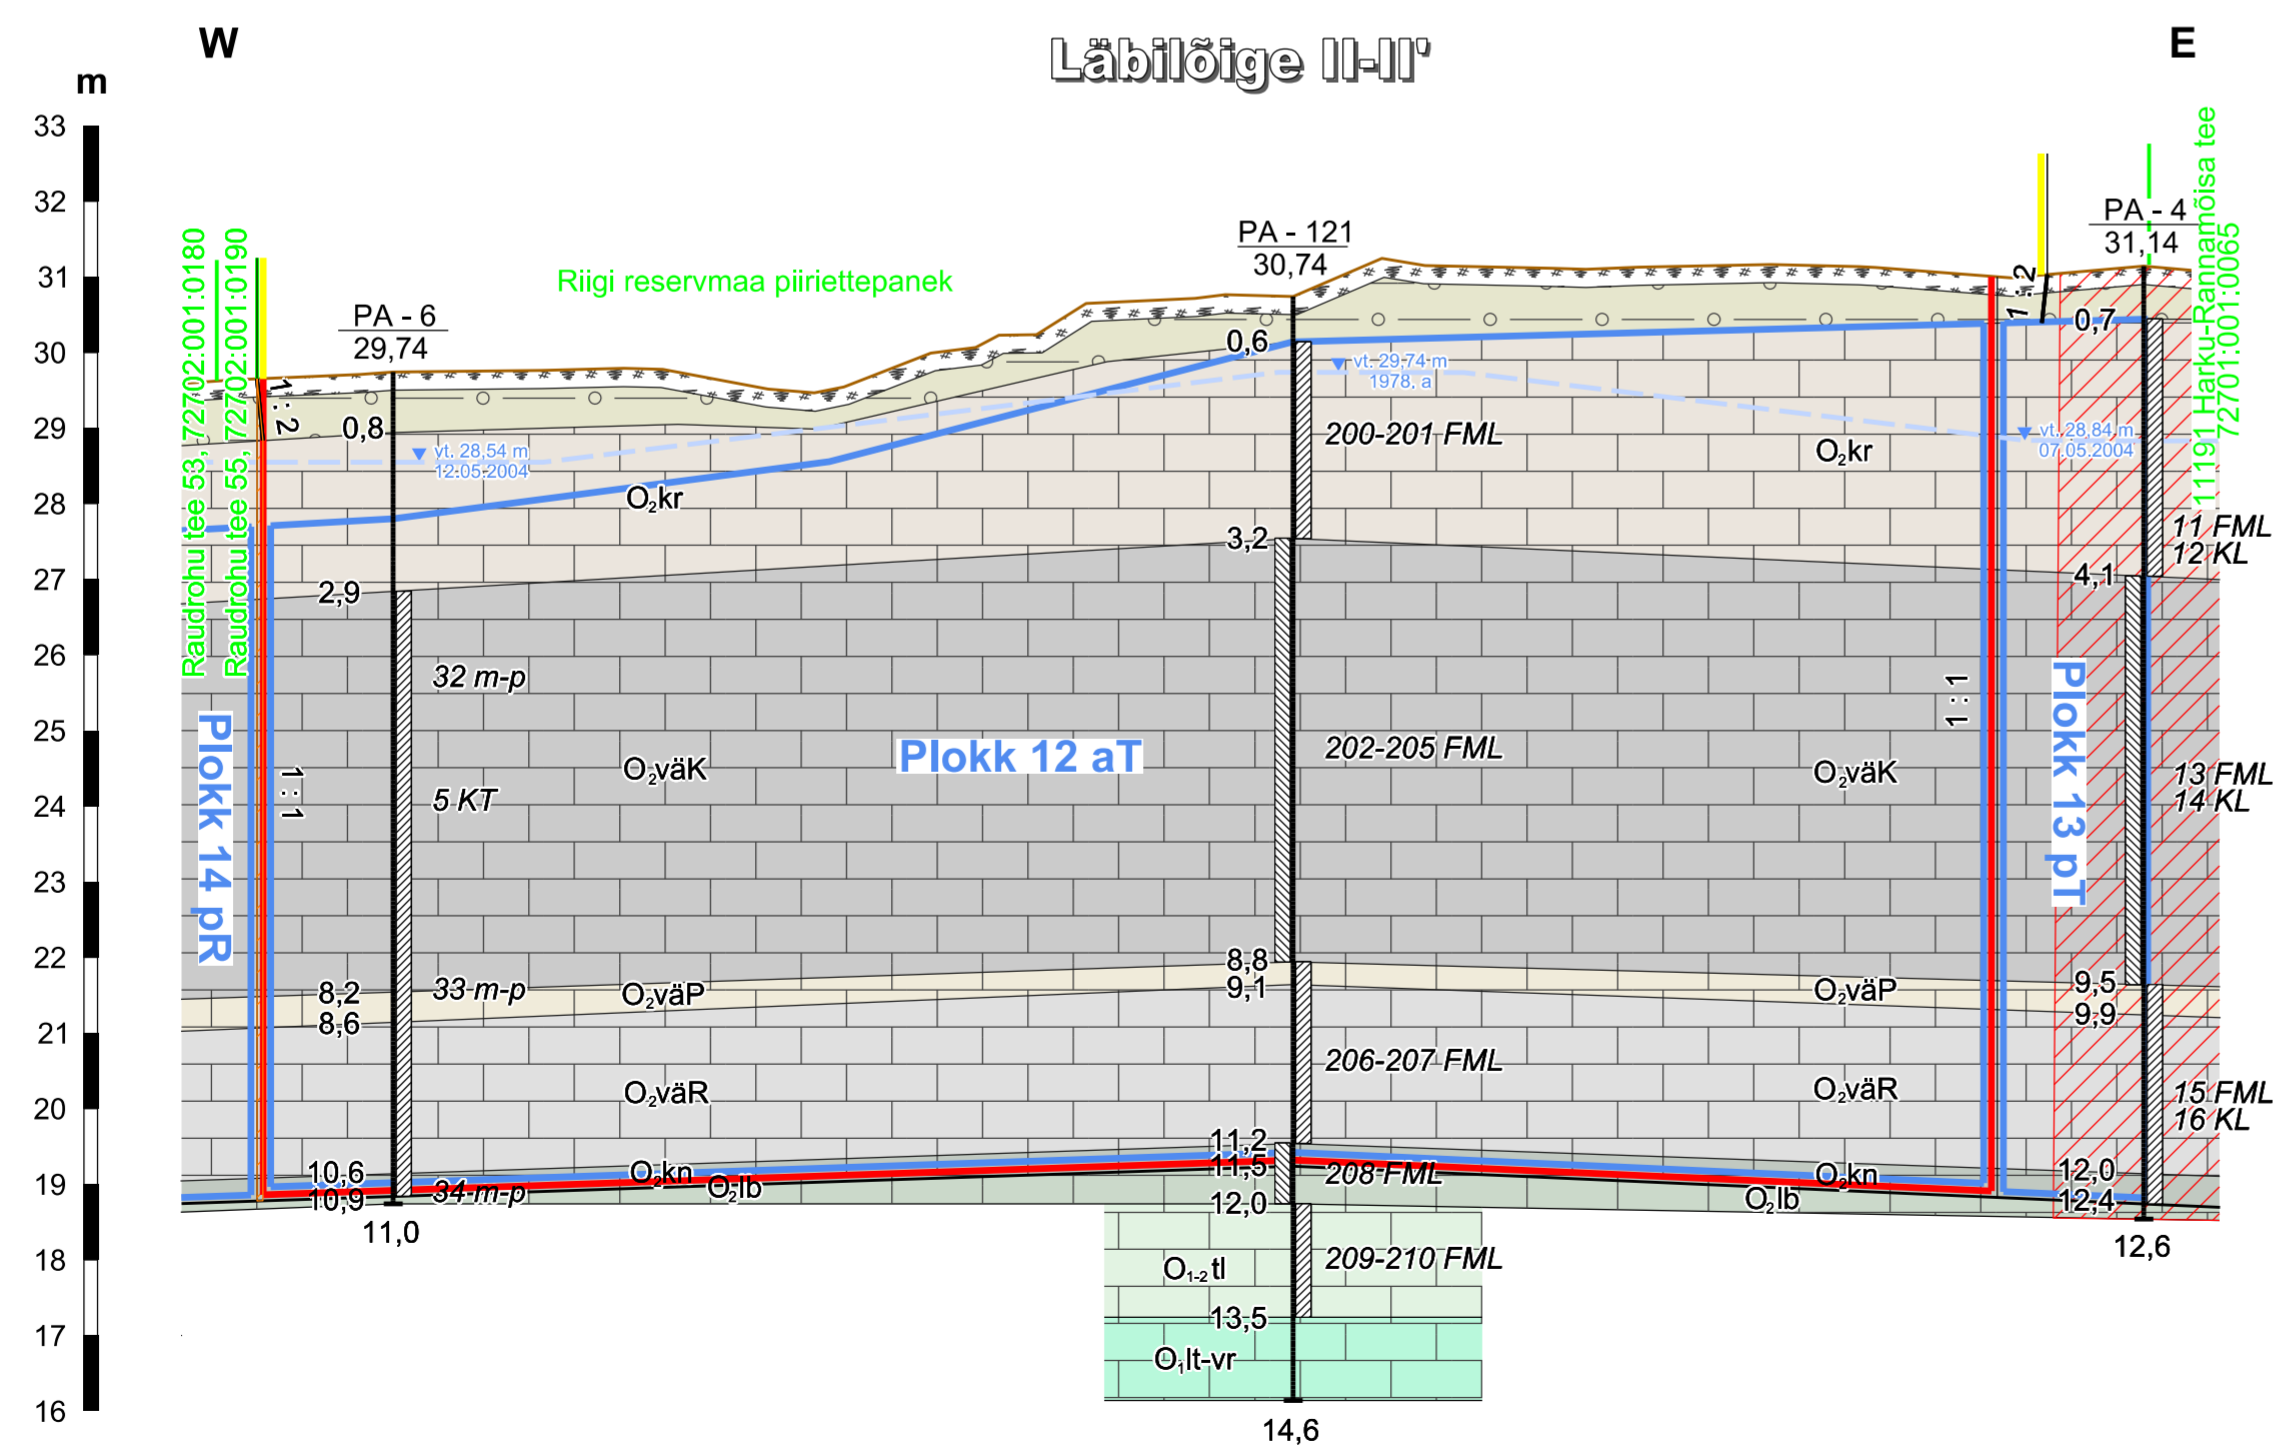 W
Läbilõige II-II'
E
m
33
32
31
30
29
28
27
26
25
24
23
22
21
20
19
18
17
16
Raudrohu tee 53, 72702:001:0180
Raudrohu tee 55, 72702:001:0190
Riigi reservmaa piiriettepanek
11191 Harku-Rannamõisa tee
72701:001:0065
PA - 6
29,74
PA - 121
30,74
PA - 4
31,14
1 : 2
1 : 2
0,8
0,6
0,7
vt. 28,54 m
12.05.2004
vt. 29,74 m
1978. a
vt. 28,84 m
07.05.2004
200-201 FML
O₂kr
O₂kr
11 FML
12 KL
2,9
3,2
4,1
32 m-p
5 KT
O₂väK
Plokk 12 aT
202-205 FML
O₂väK
13 FML
14 KL
Plokk 14 pR
1 : 1
1 : 1
Plokk 13 pT
8,2
8,6
33 m-p
O₂väP
8,8
9,1
O₂väP
9,5
9,9
O₂väR
206-207 FML
O₂väR
15 FML
16 KL
10,6
10,9
34 m-p
O₂kn
O₂lb
11,2
11,5
12,0
208 FML
O₂kn
O₂lb
12,0
12,4
11,0
12,6
O₁₋₂tl
209-210 FML
13,5
O₁lt-vr
14,6